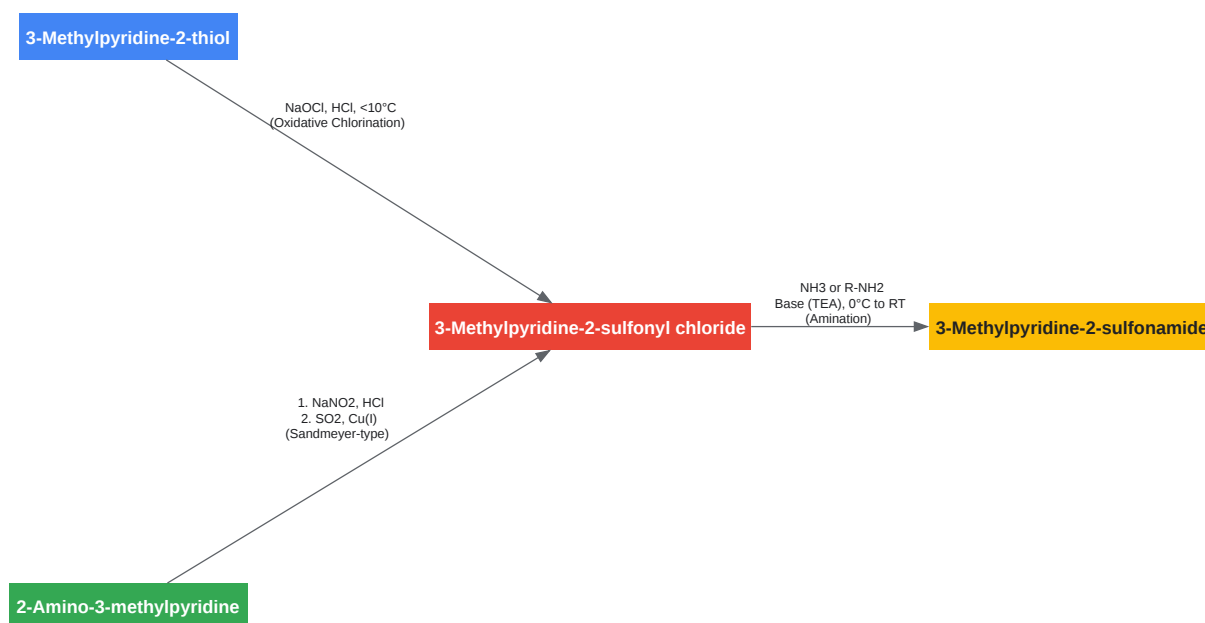 3-Methylpyridine-2-thiol
NaOCl, HCl, <10°C
(Oxidative Chlorination)
NH3 or R-NH2
Base (TEA), 0°C to RT
(Amination)
3-Methylpyridine-2-sulfonyl chloride
3-Methylpyridine-2-sulfonamide
1. NaNO2, HCl
2. SO2, Cu(I)
(Sandmeyer-type)
2-Amino-3-methylpyridine